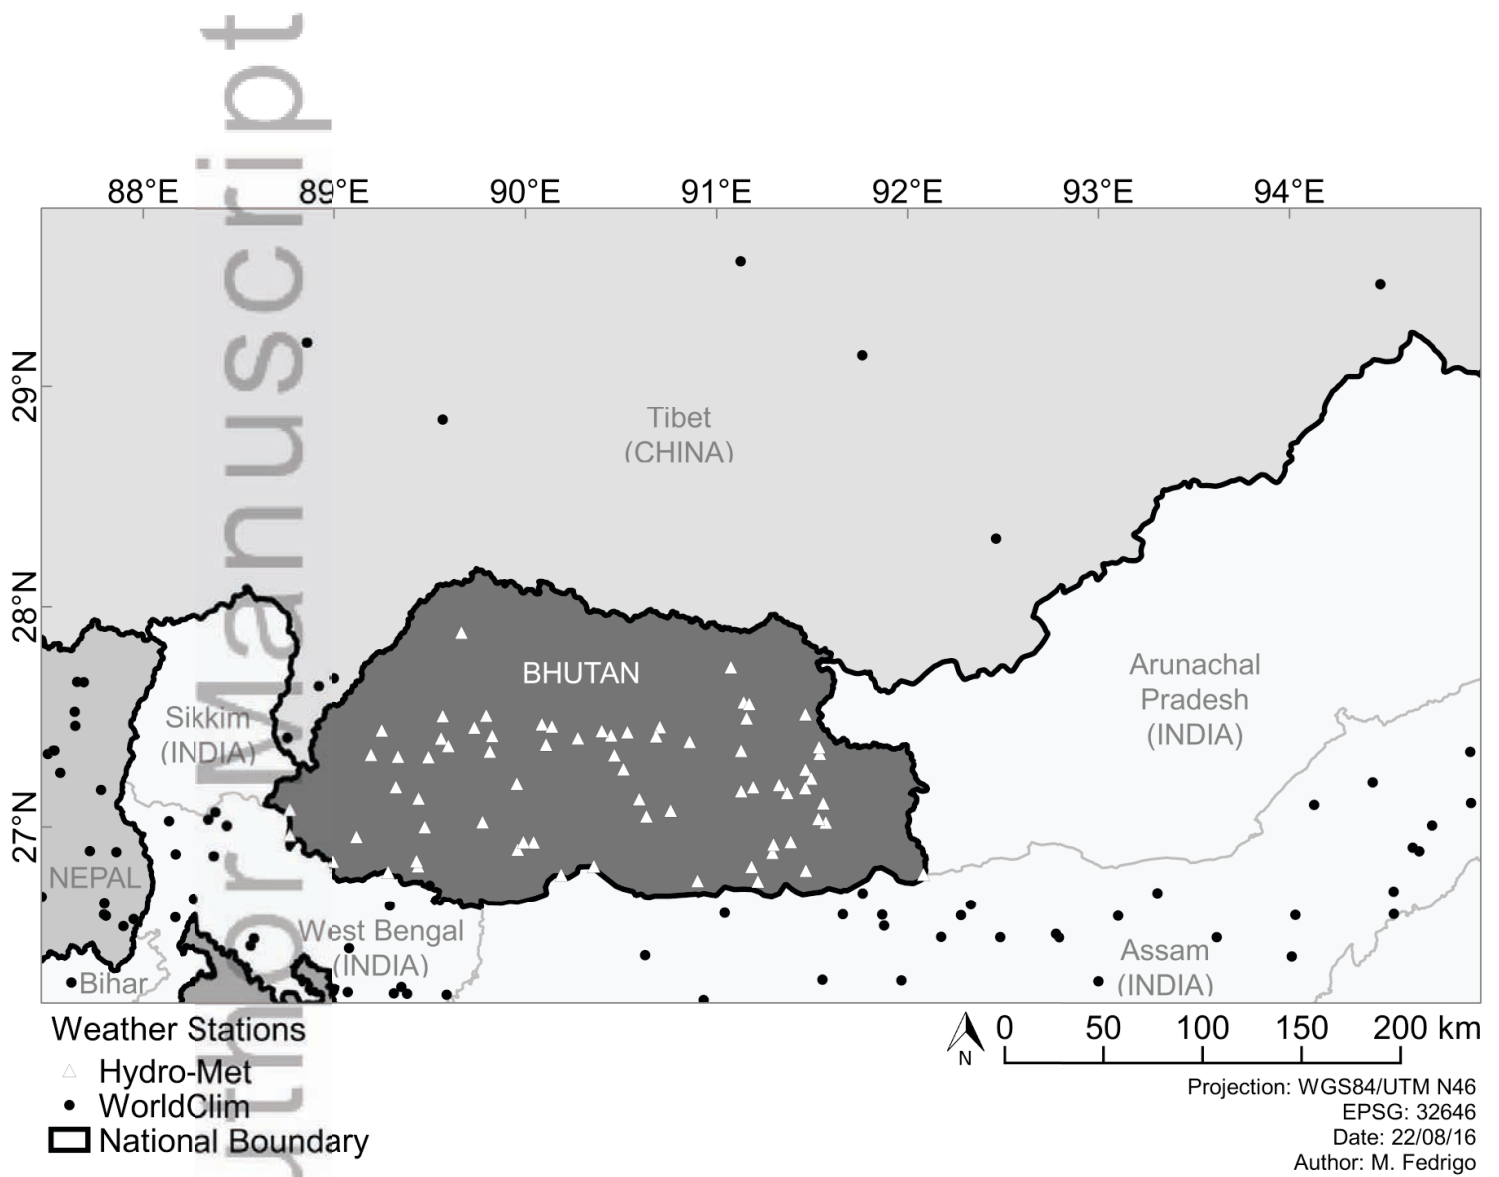 88°E 89°E 90°E 91°E 92°E 93°E 94°E
29°N
28°N
27°N
Tibet
(CHINA)
BHUTAN
Arunachal
Pradesh
(INDIA)
Sikkim
(INDIA)
NEPAL
West Bengal
(INDIA)
Bihar
Assam
(INDIA)
Weather Stations
Hydro-Met
WorldClim
National Boundary
N
0 50 100 150 200 km
Projection: WGS84/UTM N46
EPSG: 32646
Date: 22/08/16
Author: M. Fedrigo
uthor Manuscript